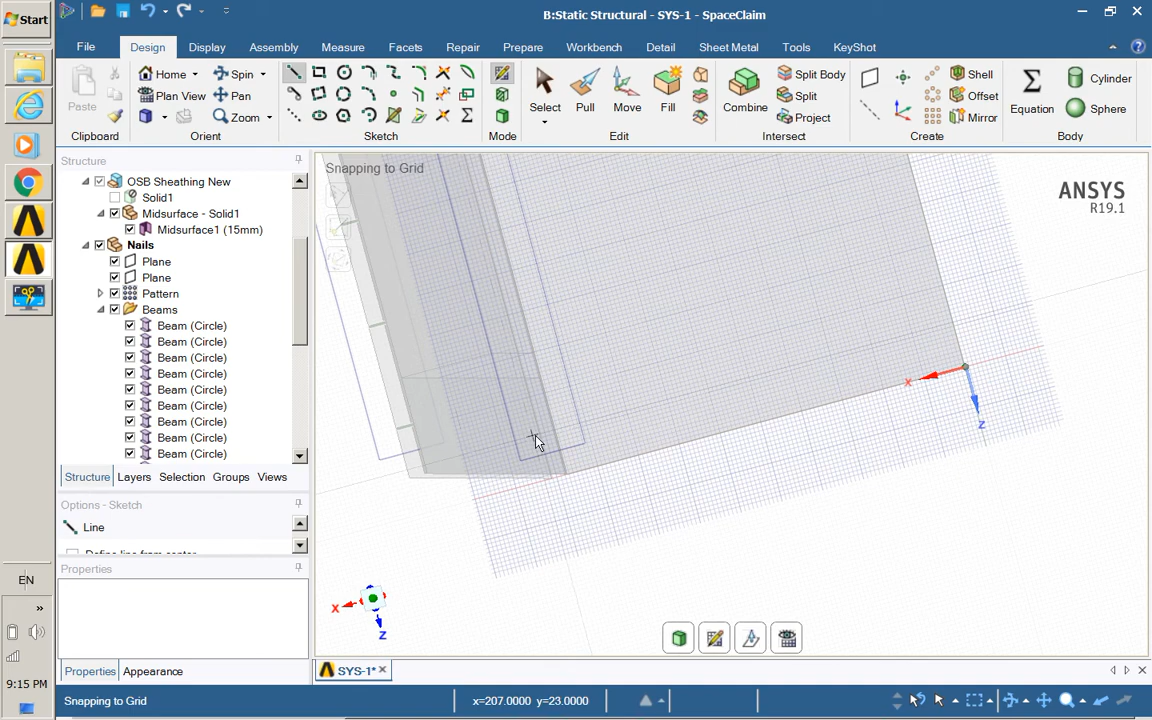 Start
B:Static Structural - SYS-1 - SpaceClaim
File
Design
Display
Assembly
Measure
Facets
Repair
Prepare
Workbench
Detail
Sheet Metal
Tools
KeyShot
Paste
Home
Spin
Plan View
Pan
Zoom
Select
Pull
Move
Fill
Combine
Split Body
Split
Project
Shell
Offset
Mirror
Equation
Cylinder
Sphere
Clipboard
Orient
Sketch
Mode
Edit
Intersect
Create
Body
Structure
OSB Sheathing New
Solid1
Midsurface - Solid1
Midsurface1 (15mm)
Nails
Plane
Plane
Pattern
Beams
Beam (Circle)
Beam (Circle)
Beam (Circle)
Beam (Circle)
Beam (Circle)
Beam (Circle)
Beam (Circle)
Beam (Circle)
Beam (Circle)
Structure
Layers
Selection
Groups
Views
Options - Sketch
Line
Define line from center
Properties
Properties
Appearance
Snapping to Grid
ANSYS
R19.1
X
Z
X
Z
SYS-1*
EN
9:15 PM
Snapping to Grid
x=207.0000 y=23.0000